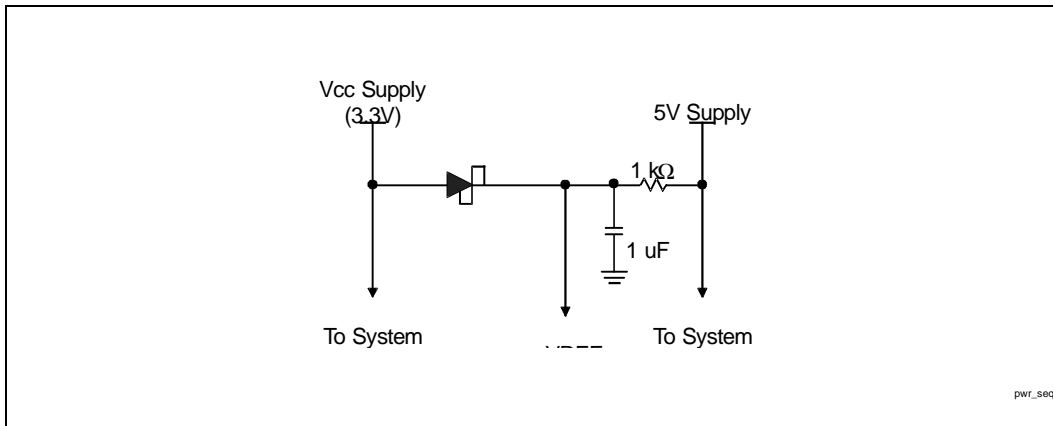 Vcc Supply
(3.3V)
5V Supply
1 kΩ
1 uF
To System
To System
pwr_seq